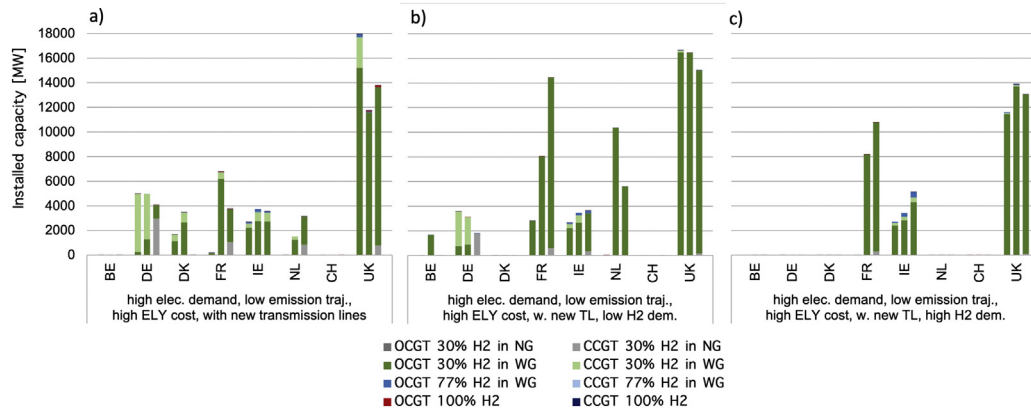 a)
b)
c)
Installed capacity [MW]
18000
16000
14000
12000
10000
8000
6000
4000
2000
0
BE
DE
DK
FR
IE
NL
CH
UK
BE
DE
DK
FR
IE
NL
CH
UK
BE
DE
DK
FR
IE
NL
CH
UK
high elec. demand, low emission traj.,
high ELY cost, with new transmission lines
high elec. demand, low emission traj.,
high ELY cost, w. new TL, low H2 dem.
high elec. demand, low emission traj.,
high ELY cost, w. new TL, high H2 dem.
OCGT 30% H2 in NG
CCGT 30% H2 in NG
OCGT 30% H2 in WG
CCGT 30% H2 in WG
OCGT 77% H2 in WG
CCGT 77% H2 in WG
OCGT 100% H2
CCGT 100% H2